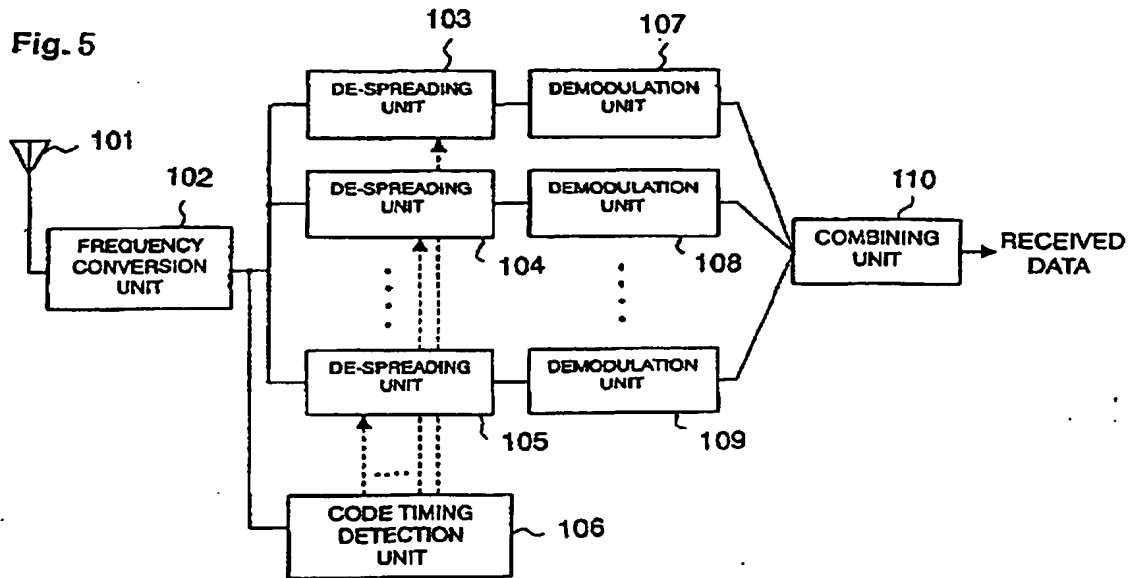 Fig. 5
103
107
DE-SPREADING
UNIT
DEMODULATION
UNIT
101
102
DE-SPREADING
UNIT
DEMODULATION
UNIT
110
FREQUENCY
CONVERSION
UNIT
104
108
COMBINING
UNIT
RECEIVED
DATA
DE-SPREADING
UNIT
DEMODULATION
UNIT
105
109
CODE TIMING
DETECTION
UNIT
106